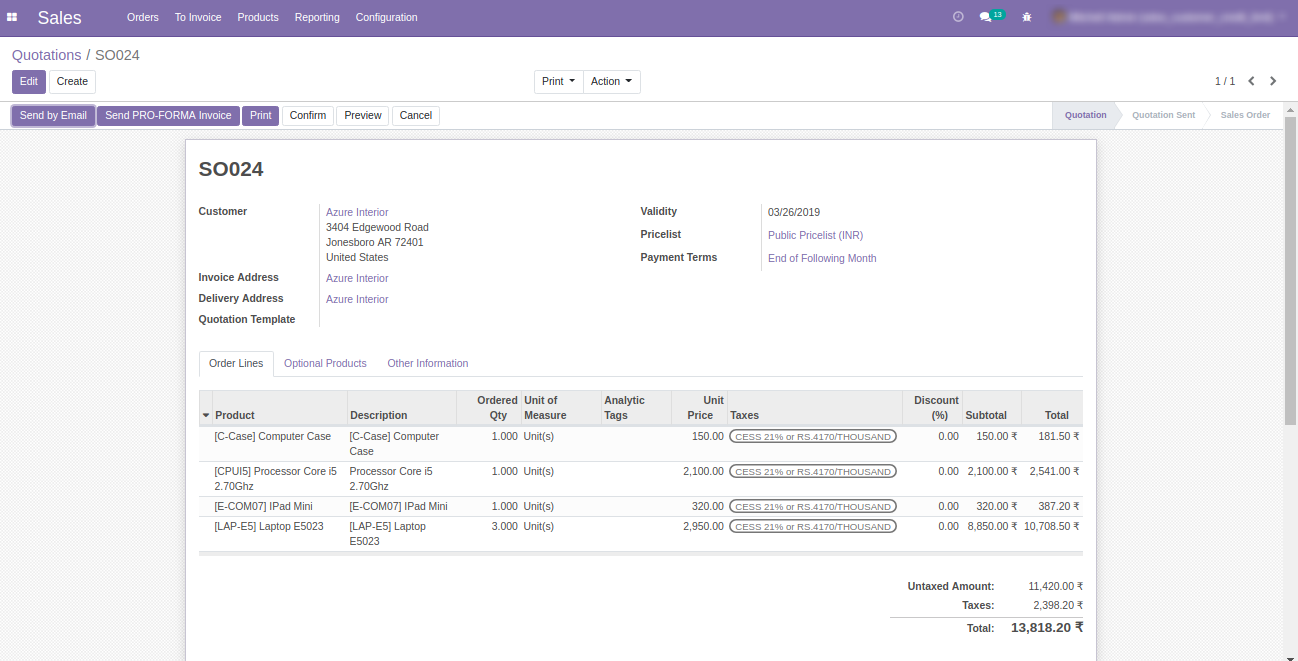 Sales Orders To Invoice Products Reporting Configuration 13
Quotations / SO024
Edit Create Print Action 1 / 1
Send by Email Send PRO-FORMA Invoice Print Confirm Preview Cancel Quotation Quotation Sent Sales Order
SO024
Customer Azure Interior Validity 03/26/2019
3404 Edgewood Road
Jonesboro AR 72401 Pricelist Public Pricelist (INR)
United States Payment Terms End of Following Month
Invoice Address Azure Interior
Delivery Address Azure Interior
Quotation Template
Order Lines Optional Products Other Information
Ordered Unit of Analytic Unit Discount
Product Description Qty Measure Tags Price Taxes (%) Subtotal Total
[C-Case] Computer Case [C-Case] Computer 1.000 Unit(s) 150.00 CESS 21% or RS.4170/THOUSAND 0.00 150.00 ₹ 181.50 ₹
Case
[CPUI5] Processor Core i5 Processor Core i5 1.000 Unit(s) 2,100.00 CESS 21% or RS.4170/THOUSAND 0.00 2,100.00 ₹ 2,541.00 ₹
2.70Ghz 2.70Ghz
[E-COM07] IPad Mini [E-COM07] IPad Mini 1.000 Unit(s) 320.00 CESS 21% or RS.4170/THOUSAND 0.00 320.00 ₹ 387.20 ₹
[LAP-E5] Laptop E5023 [LAP-E5] Laptop 3.000 Unit(s) 2,950.00 CESS 21% or RS.4170/THOUSAND 0.00 8,850.00 ₹ 10,708.50 ₹
E5023
Untaxed Amount: 11,420.00 ₹
Taxes: 2,398.20 ₹
Total: 13,818.20 ₹